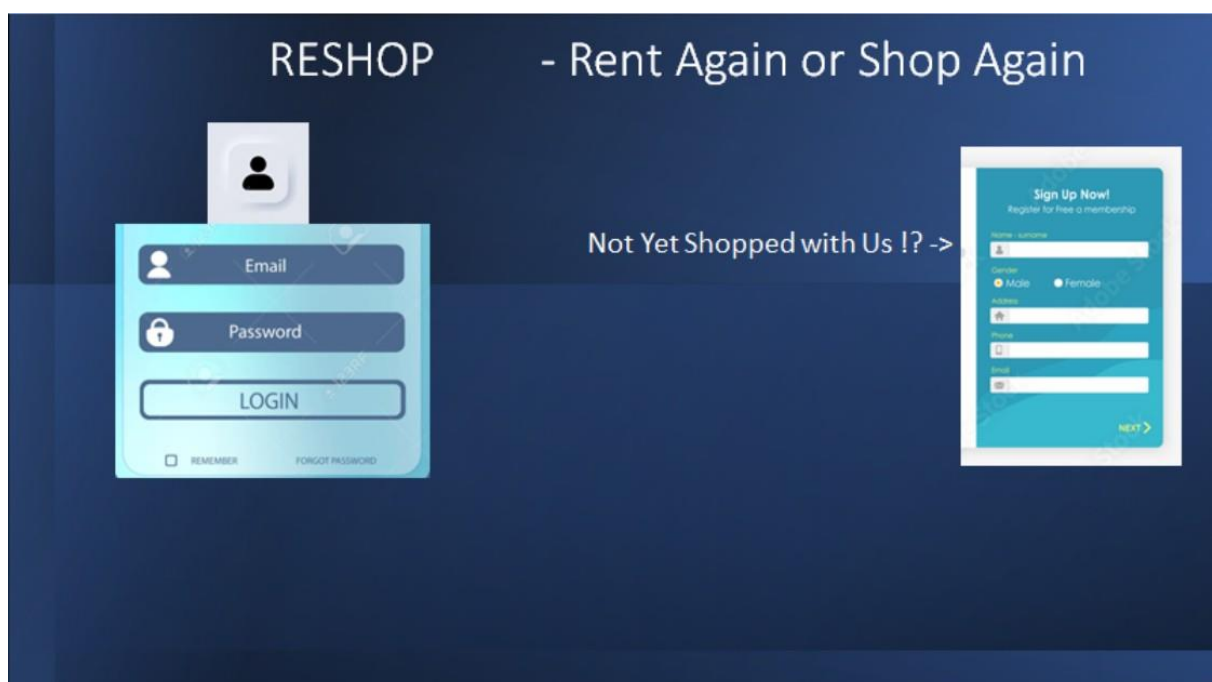 RESHOP - Rent Again or Shop Again
Email
Password
LOGIN
REMEMBER FORGOT PASSWORD
Not Yet Shopped with Us !? ->
Sign Up Now!
Register for Free a membership
Name - surname
Gender
Male Female
Address
Phone
Email
NEXT